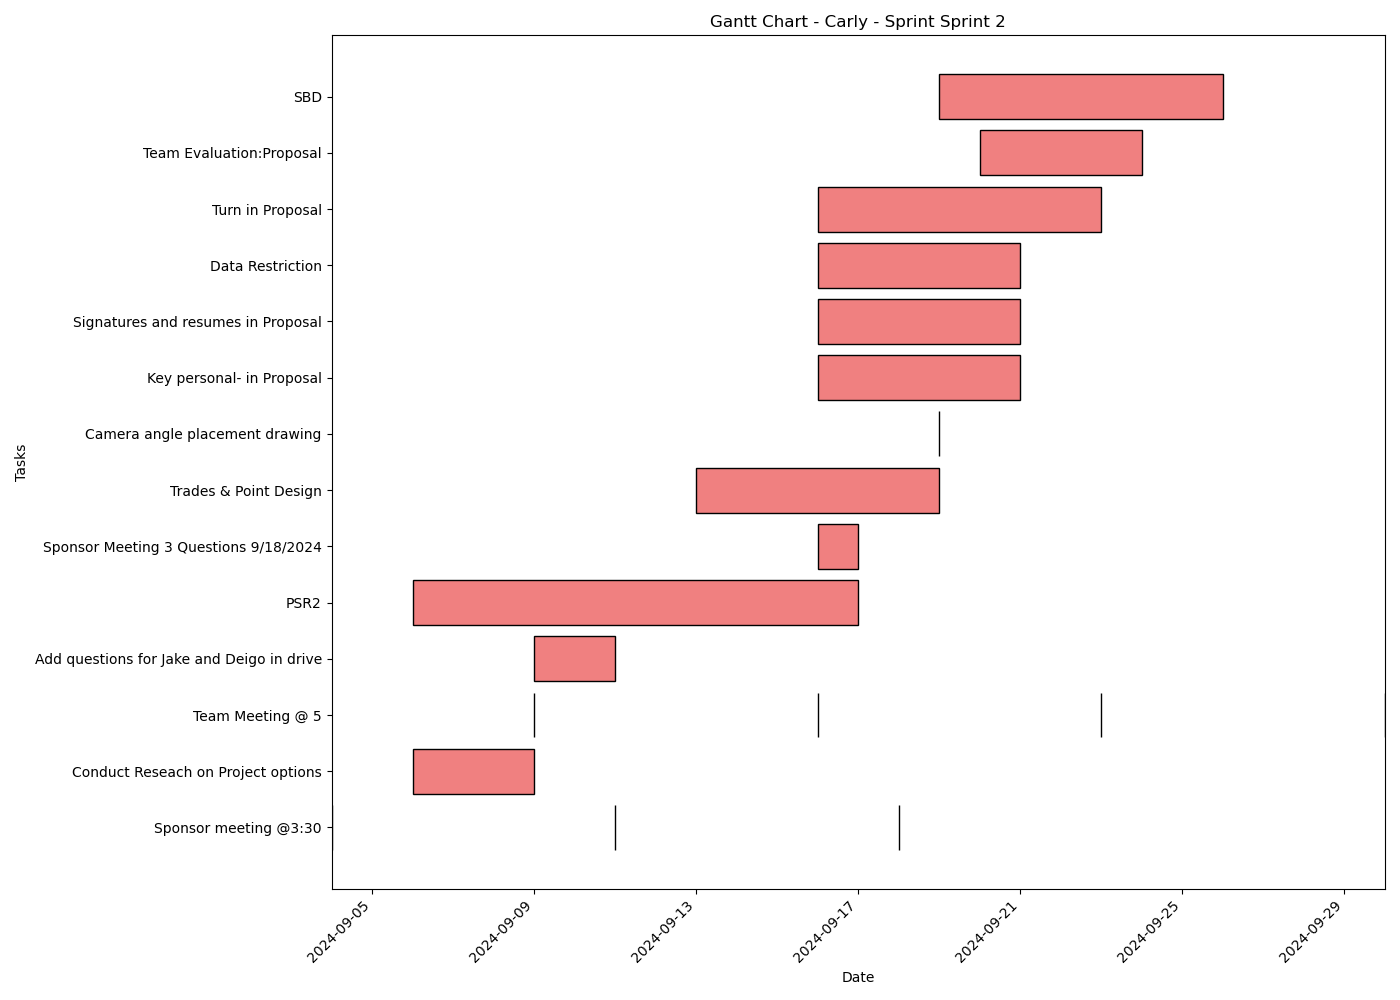 Gantt Chart - Carly - Sprint Sprint 2
SBD
Team Evaluation:Proposal
Turn in Proposal
Data Restriction
Signatures and resumes in Proposal
Key personal- in Proposal
Camera angle placement drawing
Trades & Point Design
Sponsor Meeting 3 Questions 9/18/2024
PSR2
Add questions for Jake and Deigo in drive
Team Meeting @ 5
Conduct Reseach on Project options
Sponsor meeting @3:30
Tasks
2024-09-05
2024-09-09
2024-09-13
2024-09-17
2024-09-21
2024-09-25
2024-09-29
Date